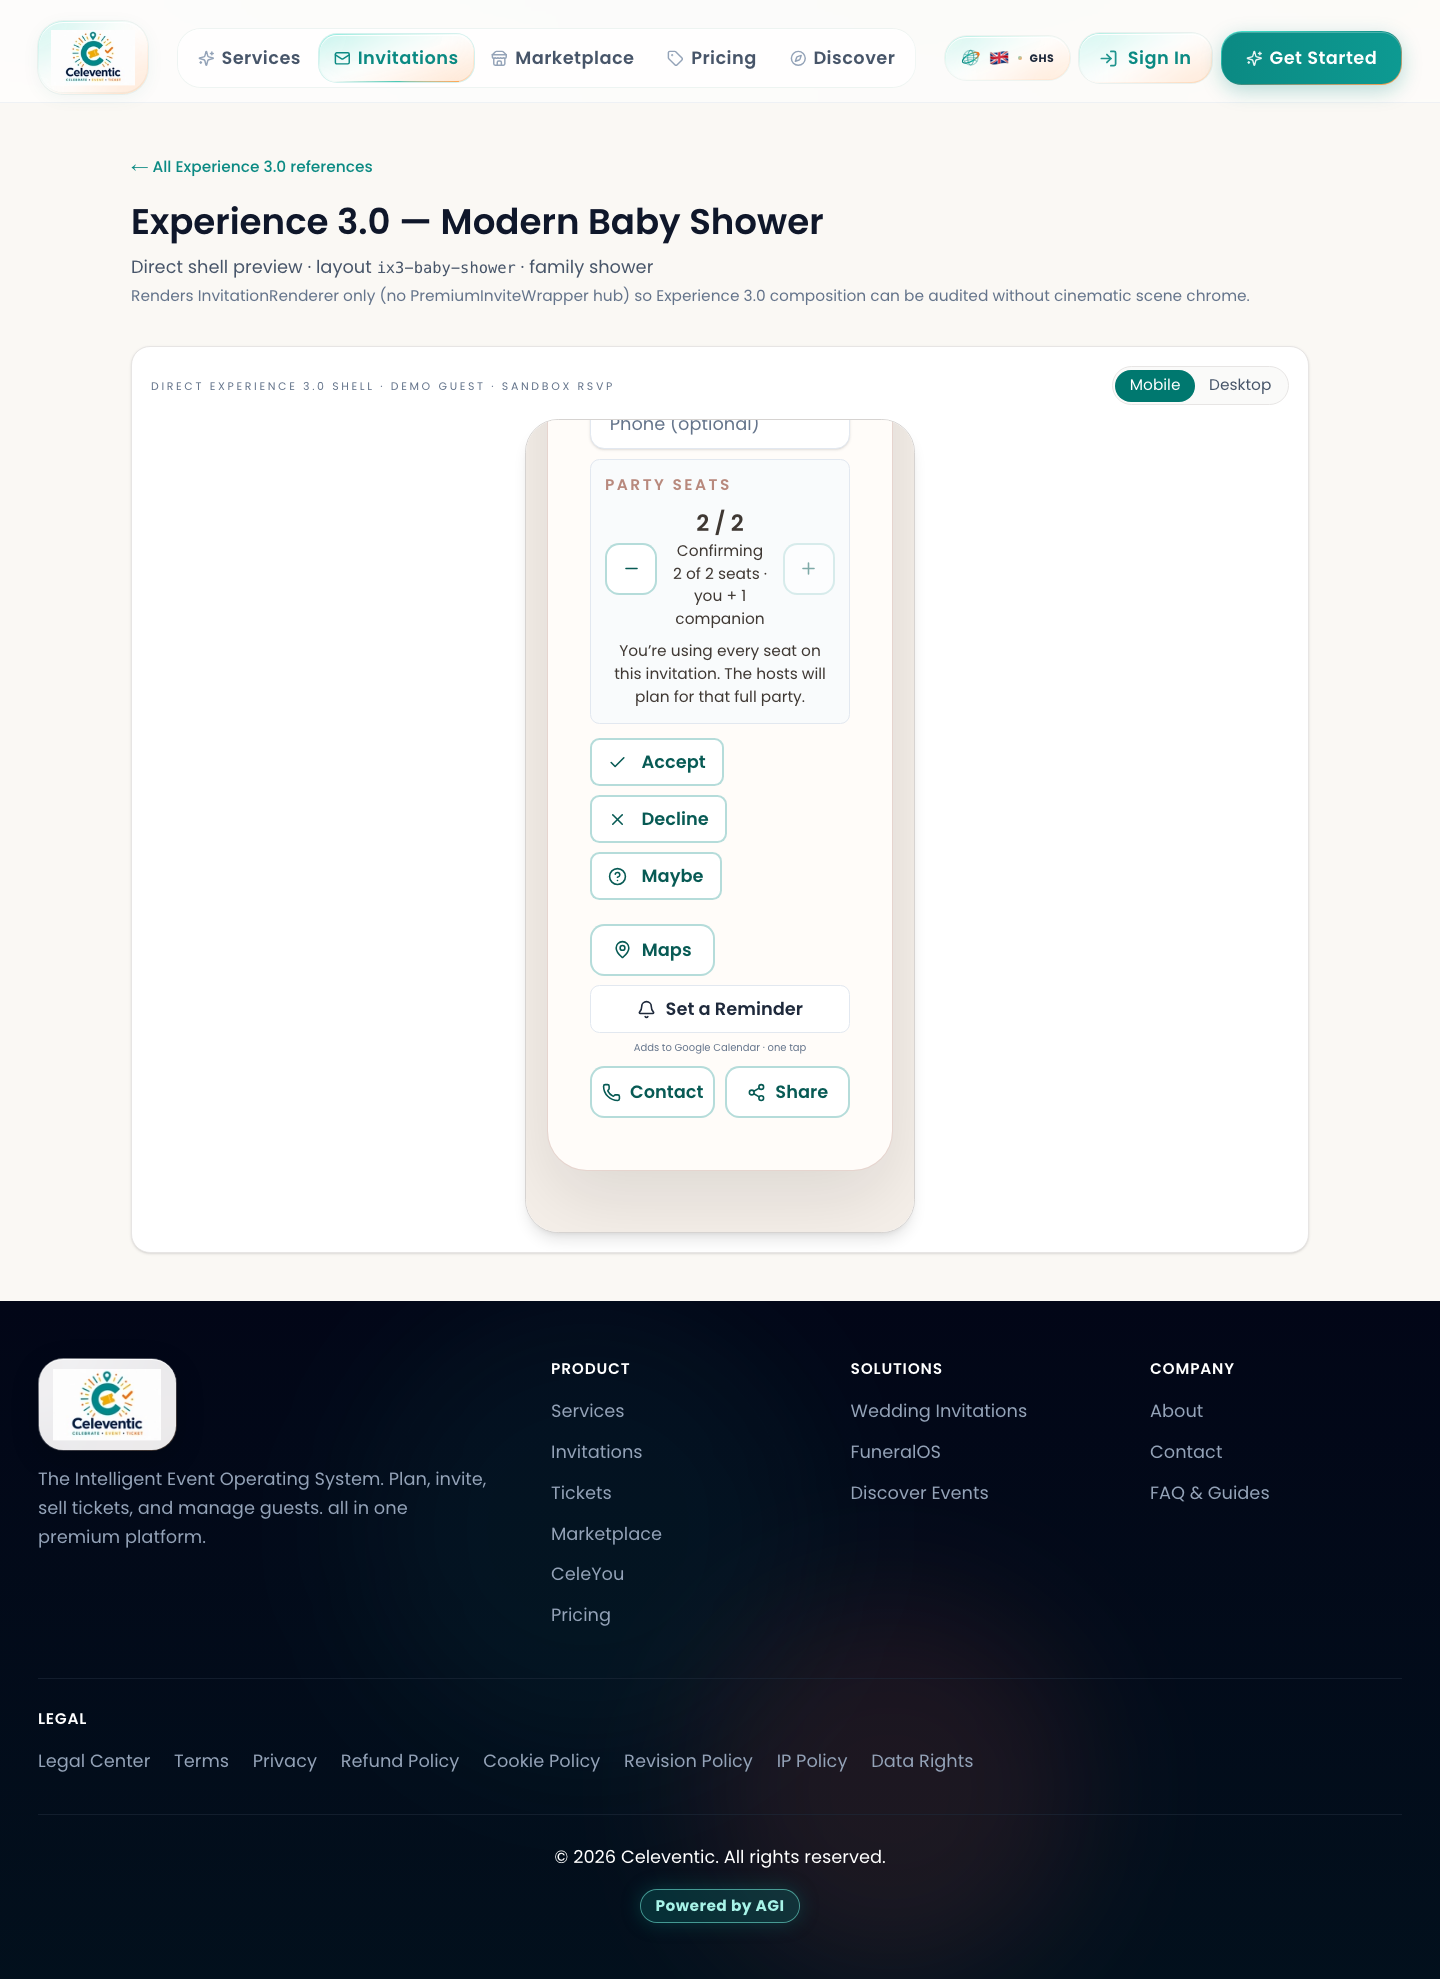 Celeventic
CELEBRATE • EVENT • TICKET
Services
Invitations
Marketplace
Pricing
Discover
GHS
Sign In
Get Started
← All Experience 3.0 references
Experience 3.0 — Modern Baby Shower
Direct shell preview · layout ix3-baby-shower · family shower
Renders InvitationRenderer only (no PremiumInviteWrapper hub) so Experience 3.0 composition can be audited without cinematic scene chrome.
DIRECT EXPERIENCE 3.0 SHELL · DEMO GUEST · SANDBOX RSVP
Mobile
Desktop
Phone (optional)
PARTY SEATS
2 / 2
Confirming
2 of 2 seats ·
you + 1
companion
You’re using every seat on
this invitation. The hosts will
plan for that full party.
Accept
Decline
Maybe
Maps
Set a Reminder
Adds to Google Calendar · one tap
Contact
Share
Celeventic
CELEBRATE • EVENT • TICKET
The Intelligent Event Operating System. Plan, invite,
sell tickets, and manage guests. all in one
premium platform.
PRODUCT
Services
Invitations
Tickets
Marketplace
CeleYou
Pricing
SOLUTIONS
Wedding Invitations
FuneralOS
Discover Events
COMPANY
About
Contact
FAQ & Guides
LEGAL
Legal Center
Terms
Privacy
Refund Policy
Cookie Policy
Revision Policy
IP Policy
Data Rights
© 2026 Celeventic. All rights reserved.
Powered by AGI